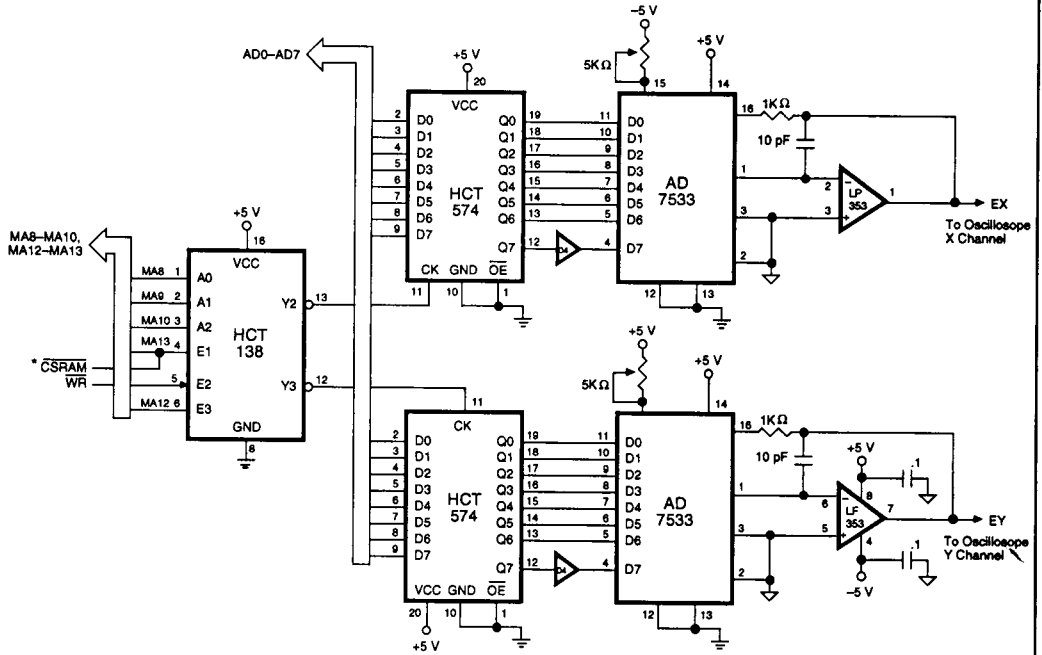 AD0–AD7
MA8–MA10,
MA12–MA13
+5 V
16
VCC
MA8 1 A0
MA9 2 A1
MA10 3 A2
MA13 4 E1
* CSRAM
WR
5 E2
MA12 6 E3
Y2 13
Y3 12
HCT
138
GND
8
+5 V
20
VCC
2 D0 Q0 19
3 D1 Q1 18
4 D2 Q2 17
5 D3 Q3 16
6 D4 Q4 15
7 D5 Q5 14
8 D6 Q6 13
9 D7 Q7 12
HCT
574
CK GND OE
11 10 1
–5 V
5KΩ
15
+5 V
14
11 D0
10 D1
9 D2
8 D3
7 D4
6 D5
5 D6
4 D7
AD
7533
16 1KΩ
10 pF
1
3
2
12 13
2 –
3 +
LP
353
1
EX
To Oscilloscope
X Channel
11
CK
2 D0 Q0 19
3 D1 Q1 18
4 D2 Q2 17
5 D3 Q3 16
6 D4 Q4 15
7 D5 Q5 14
8 D6 Q6 13
9 D7 Q7 12
HCT
574
VCC GND OE
20 10 1
+5 V
+5 V
5KΩ
15
+5 V
14
11 D0
10 D1
9 D2
8 D3
7 D4
6 D5
5 D6
4 D7
AD
7533
16 1KΩ
10 pF
1
3
2
12 13
+5 V
.1
8
6 –
5 +
LF
353
7
4
.1
–5 V
EY
To Oscilloscope
Y Channel